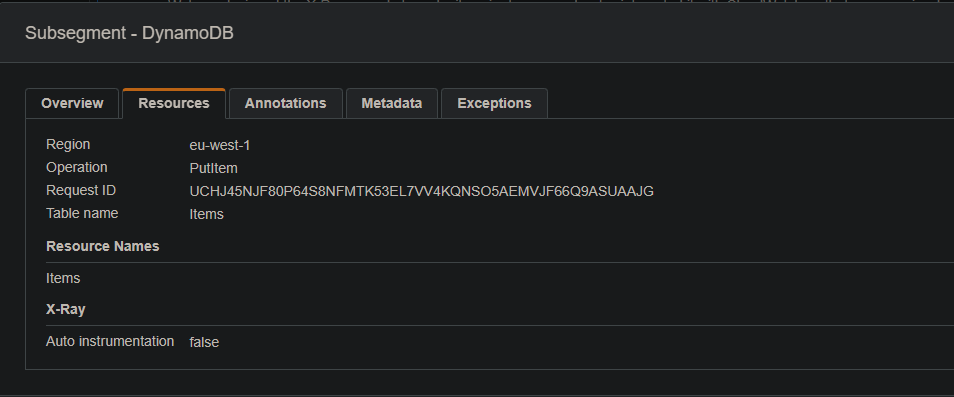 Subsegment - DynamoDB
Overview Resources Annotations Metadata Exceptions
Region eu-west-1
Operation PutItem
Request ID UCHJ45NJF80P64S8NFMTK53EL7VV4KQNSO5AEMVJF66Q9ASUAAJG
Table name Items
Resource Names
Items
X-Ray
Auto instrumentation false